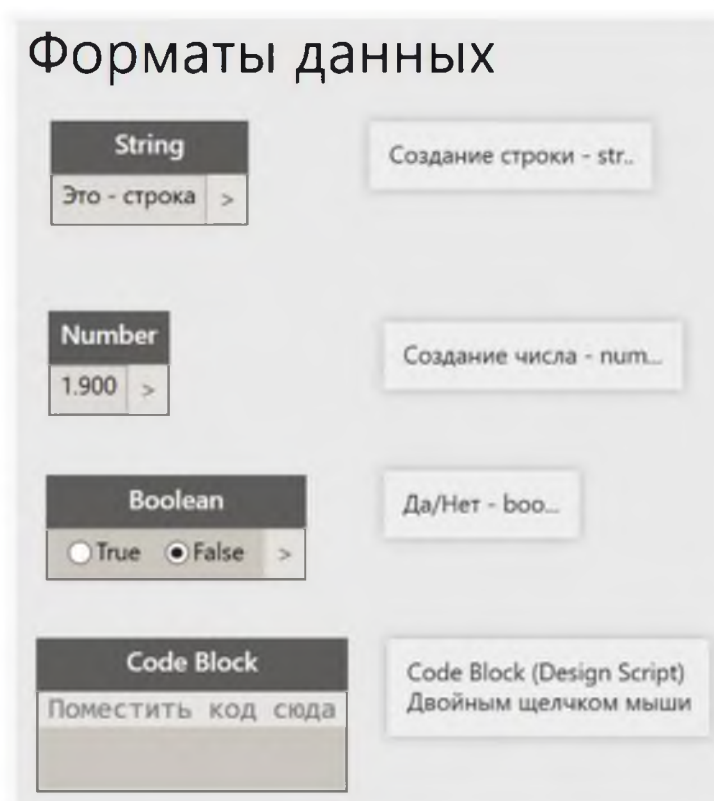 Форматы данных
String
Это - строка >
Создание строки - str..
Number
1.900 >
Создание числа - num...
Boolean
True False >
Да/Нет - boo...
Code Block
Поместить код сюда
Code Block (Design Script)
Двойным щелчком мыши